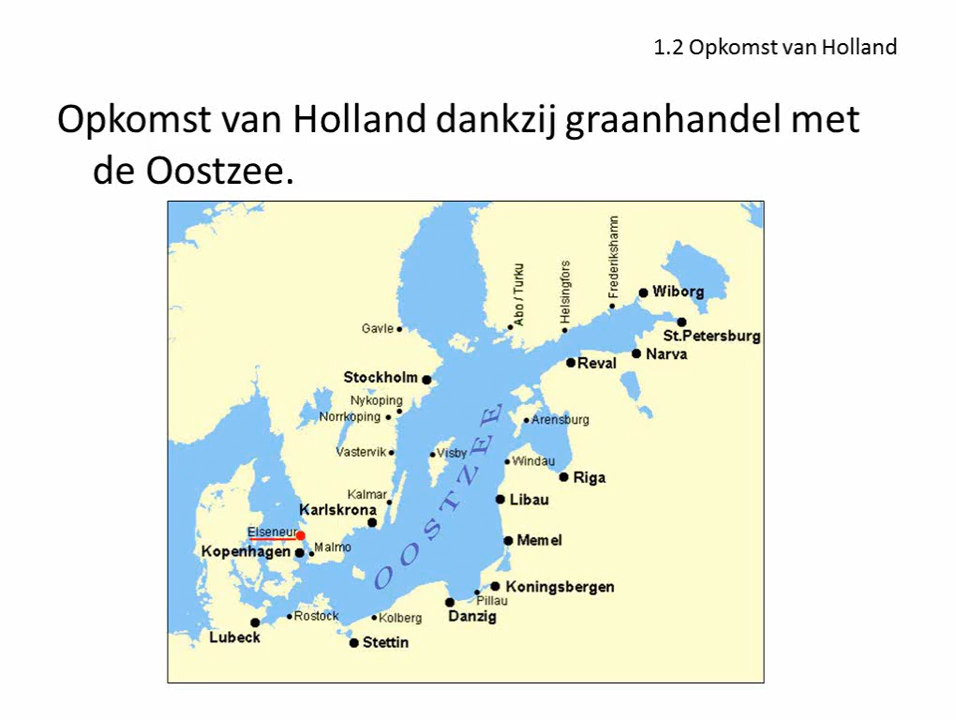 1.2 Opkomst van Holland
Opkomst van Holland dankzij graanhandel met
de Oostzee.
Frederikshamn
Abo / Turku
Helsingfors
Wiborg
Gavle
St.Petersburg
Narva
Reval
Stockholm
Nykoping
Norrkoping
Arensburg
Vastervik
Visby
Windau
OOSTZEE
Riga
Kalmar
Libau
Karlskrona
Elseneur
Memel
Kopenhagen
Malmo
Koningsbergen
Pillau
Danzig
Rostock
Kolberg
Lubeck
Stettin